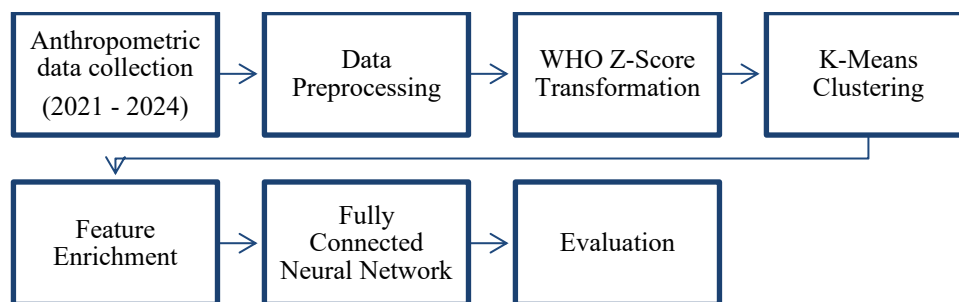 Anthropometric
data collection
(2021 - 2024)
Data
Preprocessing
WHO Z-Score
Transformation
K-Means
Clustering
Feature
Enrichment
Fully
Connected
Neural Network
Evaluation